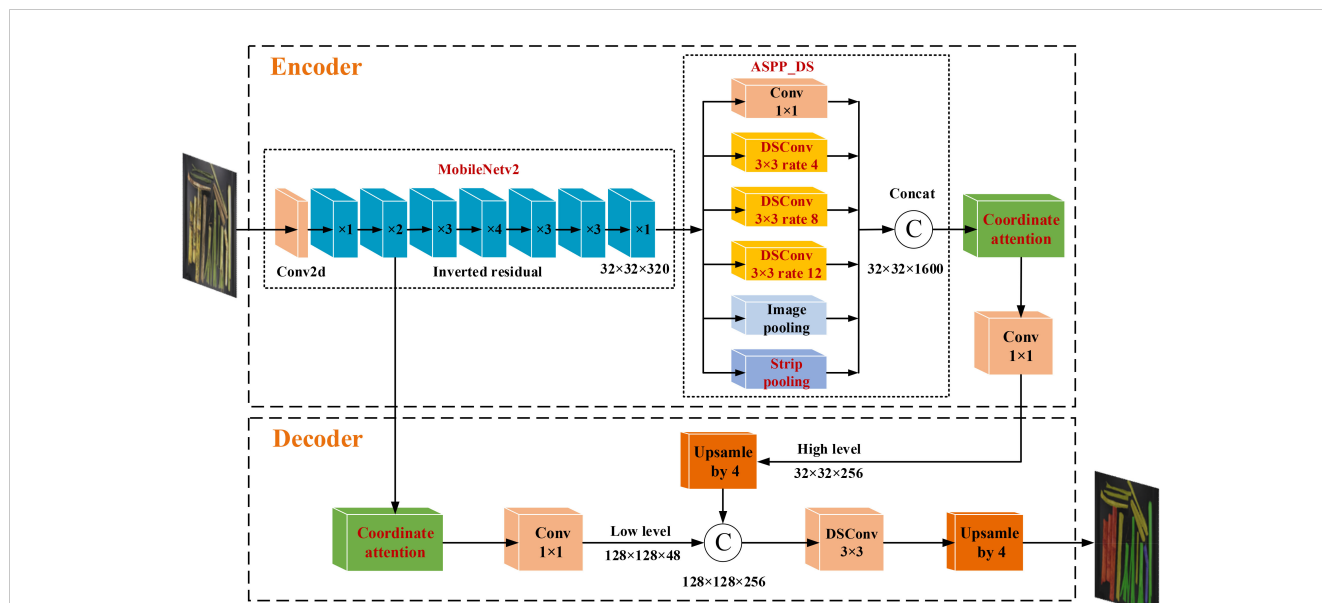 Encoder
ASPP_DS
Conv
1×1
MobileNetv2
DSConv
3×3 rate 4
DSConv
3×3 rate 8
DSConv
3×3 rate 12
Image
pooling
Strip
pooling
×1
×2
×3
×4
×3
×3
×1
Conv2d
Inverted residual
32×32×320
Concat
C
32×32×1600
Coordinate
attention
Conv
1×1
Decoder
Upsamle
by 4
High level
32×32×256
Coordinate
attention
Conv
1×1
Low level
128×128×48
C
128×128×256
DSConv
3×3
Upsamle
by 4